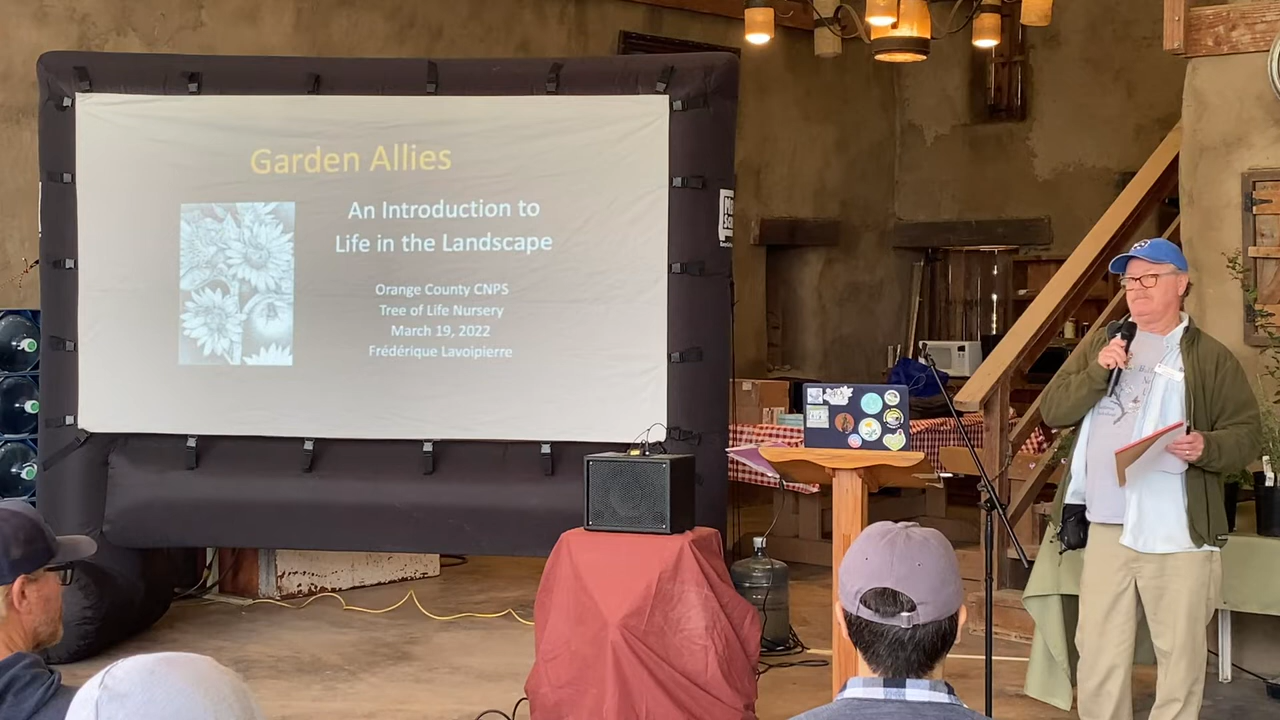 Garden Allies
An Introduction to
Life in the Landscape
Orange County CNPS
Tree of Life Nursery
March 19, 2022
Frédérique Lavoipierre